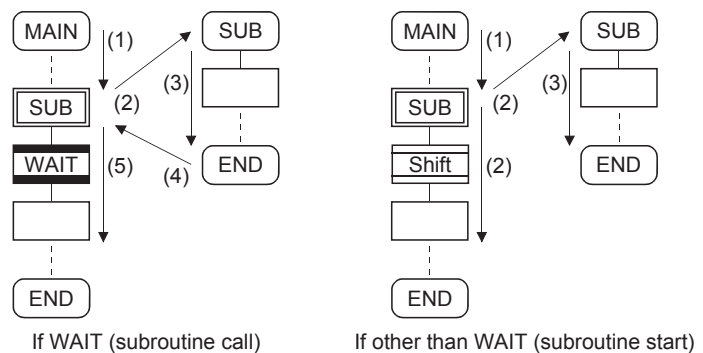 MAIN
(1)
SUB
(2)
SUB
(3)
WAIT
(5)
(4)
END
END
If WAIT (subroutine call)
MAIN
(1)
SUB
(2)
SUB
(3)
Shift
(2)
END
END
If other than WAIT (subroutine start)